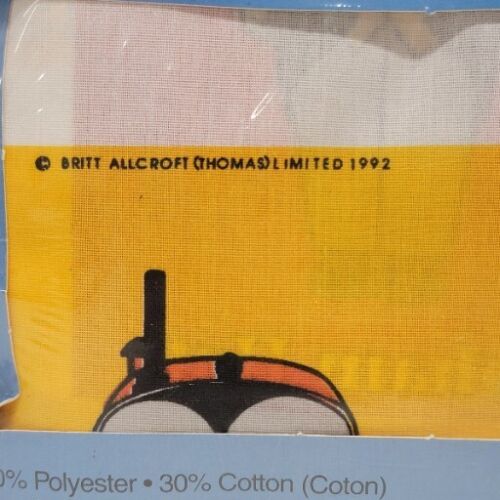 © BRITT ALLCROFT (THOMAS) LIMITED 1992
0% Polyester • 30% Cotton (Coton)